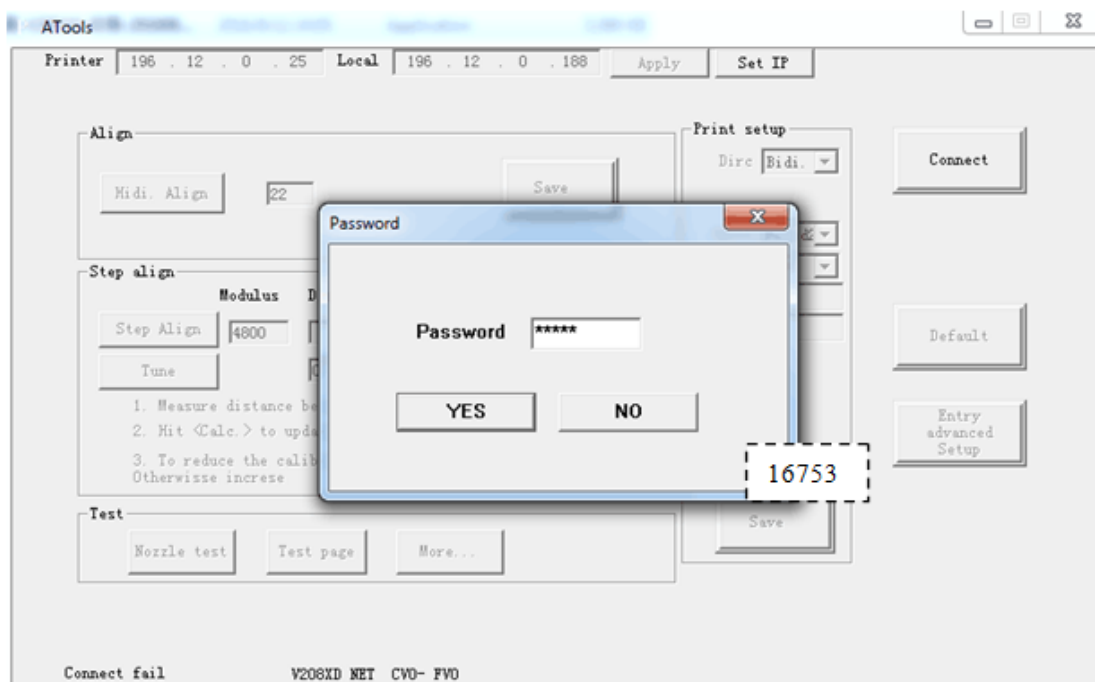 ATools
Printer 196 . 12 . 0 . 25 Local 196 . 12 . 0 . 188 Apply Set IP
Align
Midi. Align 22 Save
Print setup
Dirc Bidi.
Connect
Password
Password *****
YES NO
16753
Step align
Modulus
Step Align 4800
Tune
1. Measure distance
2. Hit <Calc.> to
3. To reduce the
Otherwisse increse
Default
Entry
advanced
Setup
Save
Test
Nozzle test Test page More...
Connect fail V208XD NET CVO- FVO